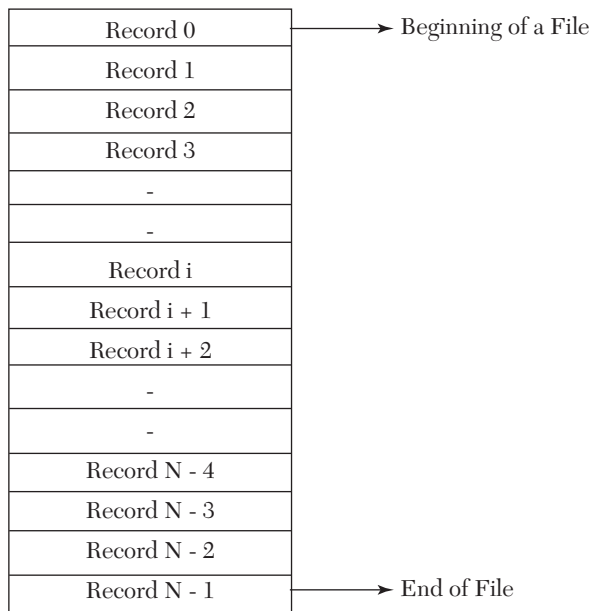 Record 0 Beginning of a File
Record 1
Record 2
Record 3
-
-
Record i
Record i + 1
Record i + 2
-
-
Record N - 4
Record N - 3
Record N - 2
Record N - 1 End of File